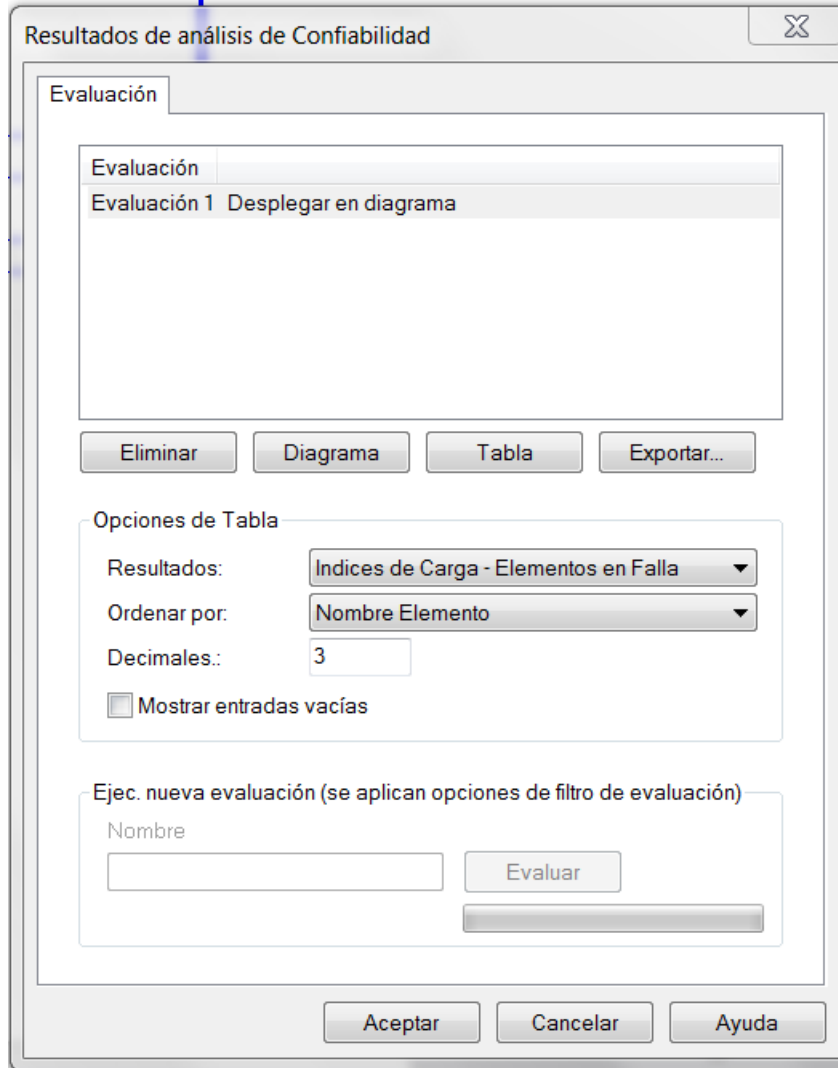 Resultados de análisis de Confiabilidad
Evaluación
Evaluación
Evaluación 1 Desplegar en diagrama
Eliminar Diagrama Tabla Exportar...
Opciones de Tabla
Resultados: Indices de Carga - Elementos en Falla
Ordenar por: Nombre Elemento
Decimales.: 3
Mostrar entradas vacías
Ejec. nueva evaluación (se aplican opciones de filtro de evaluación)
Nombre
Evaluar
Aceptar Cancelar Ayuda